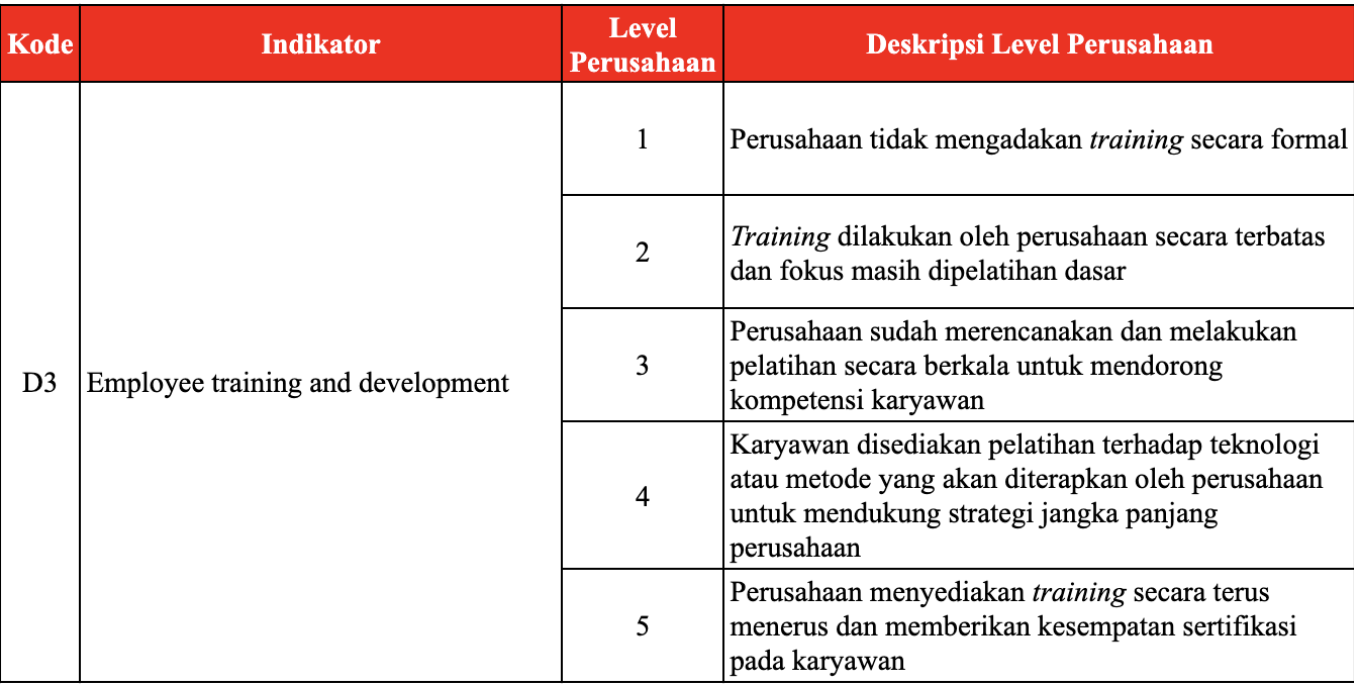 Kode
Indikator
Level
Perusahaan
Deskripsi Level Perusahaan
D3
Employee training and development
1
Perusahaan tidak mengadakan training secara formal
2
Training dilakukan oleh perusahaan secara terbatas
dan fokus masih dipelatihan dasar
3
Perusahaan sudah merencanakan dan melakukan
pelatihan secara berkala untuk mendorong
kompetensi karyawan
4
Karyawan disediakan pelatihan terhadap teknologi
atau metode yang akan diterapkan oleh perusahaan
untuk mendukung strategi jangka panjang
perusahaan
5
Perusahaan menyediakan training secara terus
menerus dan memberikan kesempatan sertifikasi
pada karyawan